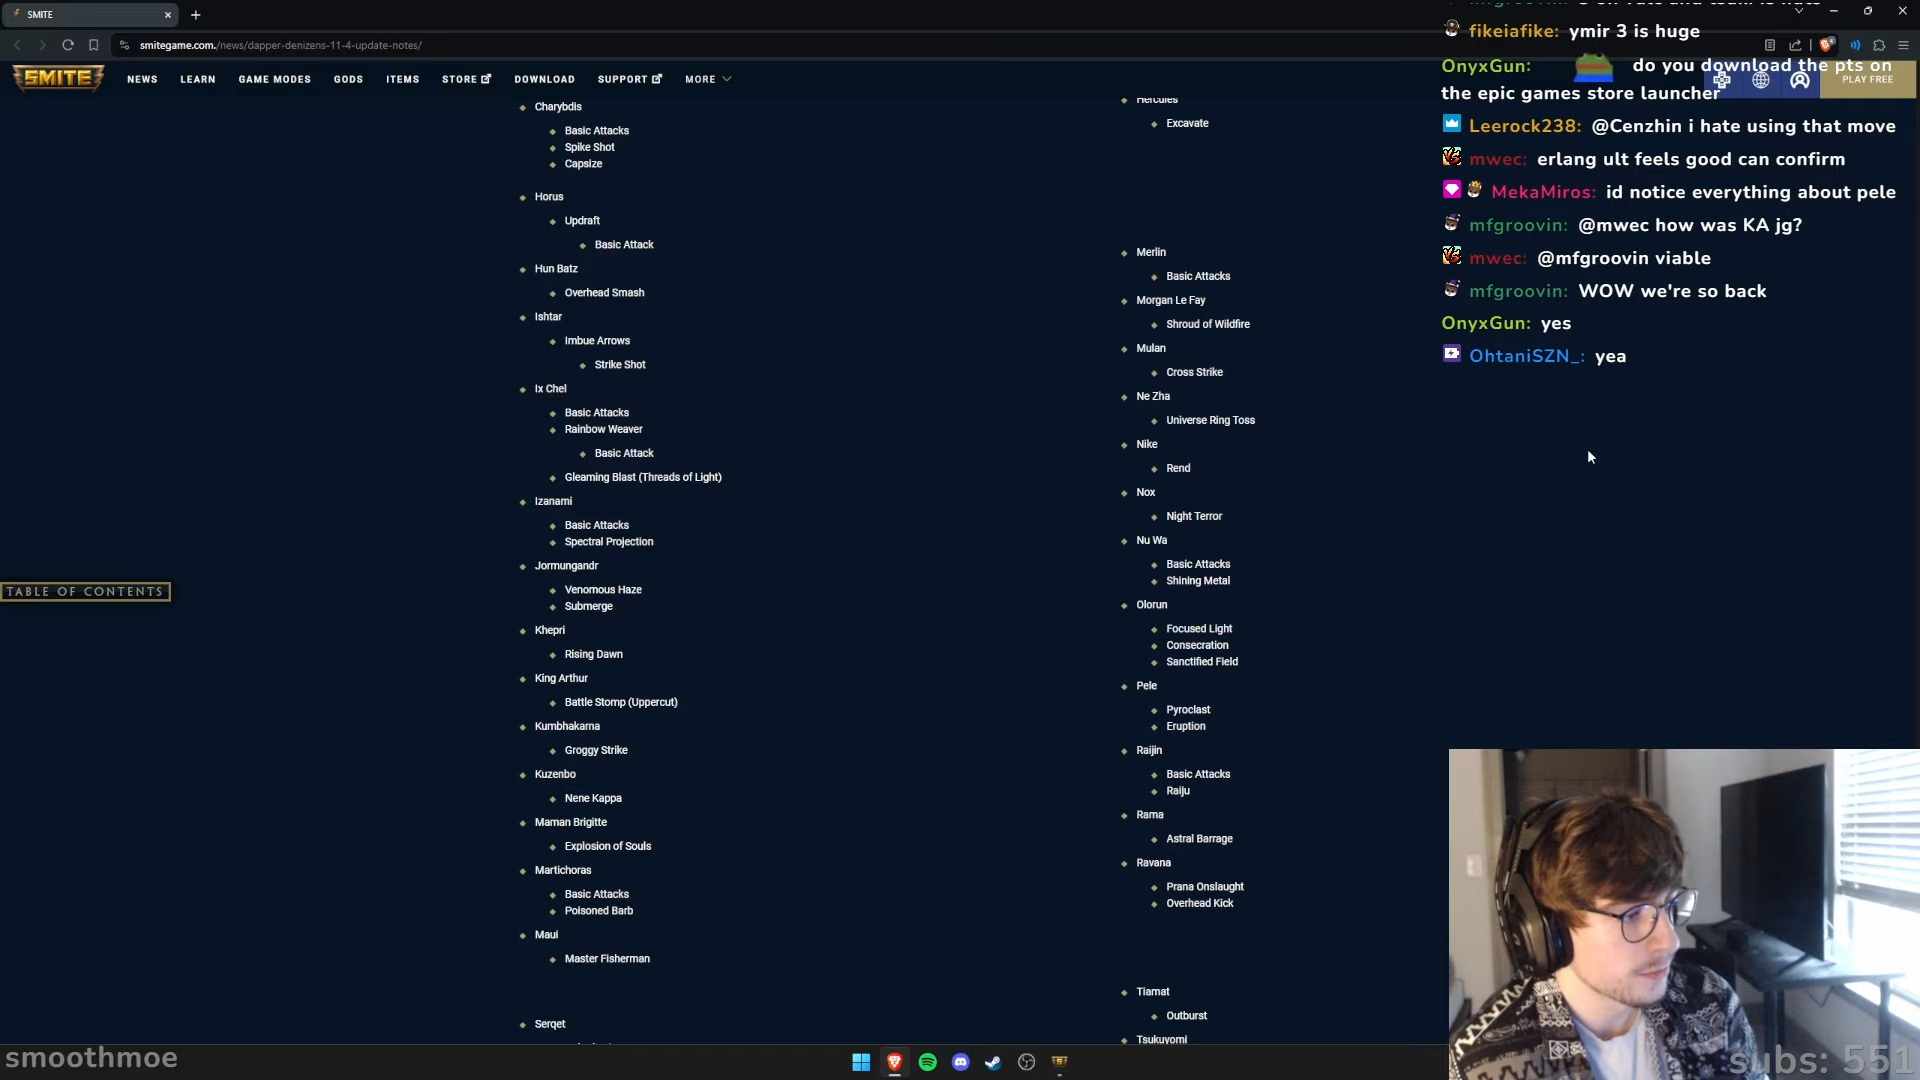 SMITE
smitegame.com./news/dapper-denizens-11-4-update-notes/
SMITE
NEWS
LEARN
GAME MODES
GODS
ITEMS
STORE
DOWNLOAD
SUPPORT
MORE
PLAY FREE
TABLE OF CONTENTS
Charybdis
Basic Attacks
Spike Shot
Capsize
Horus
Updraft
Basic Attack
Hun Batz
Overhead Smash
Ishtar
Imbue Arrows
Strike Shot
Ix Chel
Basic Attacks
Rainbow Weaver
Basic Attack
Gleaming Blast (Threads of Light)
Izanami
Basic Attacks
Spectral Projection
Jormungandr
Venomous Haze
Submerge
Khepri
Rising Dawn
King Arthur
Battle Stomp (Uppercut)
Kumbhakarna
Groggy Strike
Kuzenbo
Nene Kappa
Maman Brigitte
Explosion of Souls
Martichoras
Basic Attacks
Poisoned Barb
Maui
Master Fisherman
Serqet
Hercules
Excavate
Merlin
Basic Attacks
Morgan Le Fay
Shroud of Wildfire
Mulan
Cross Strike
Ne Zha
Universe Ring Toss
Nike
Rend
Nox
Night Terror
Nu Wa
Basic Attacks
Shining Metal
Olorun
Focused Light
Consecration
Sanctified Field
Pele
Pyroclast
Eruption
Raijin
Basic Attacks
Raiju
Rama
Astral Barrage
Ravana
Prana Onslaught
Overhead Kick
Tiamat
Outburst
Tsukuyomi
fikeiafike: ymir 3 is huge
OnyxGun: do you download the pts on
the epic games store launcher
Leerock238: @Cenzhin i hate using that move
mwec: erlang ult feels good can confirm
MekaMiros: id notice everything about pele
mfgroovin: @mwec how was KA jg?
mwec: @mfgroovin viable
mfgroovin: WOW we're so back
OnyxGun: yes
OhtaniSZN_: yea
smoothmoe
subs: 551